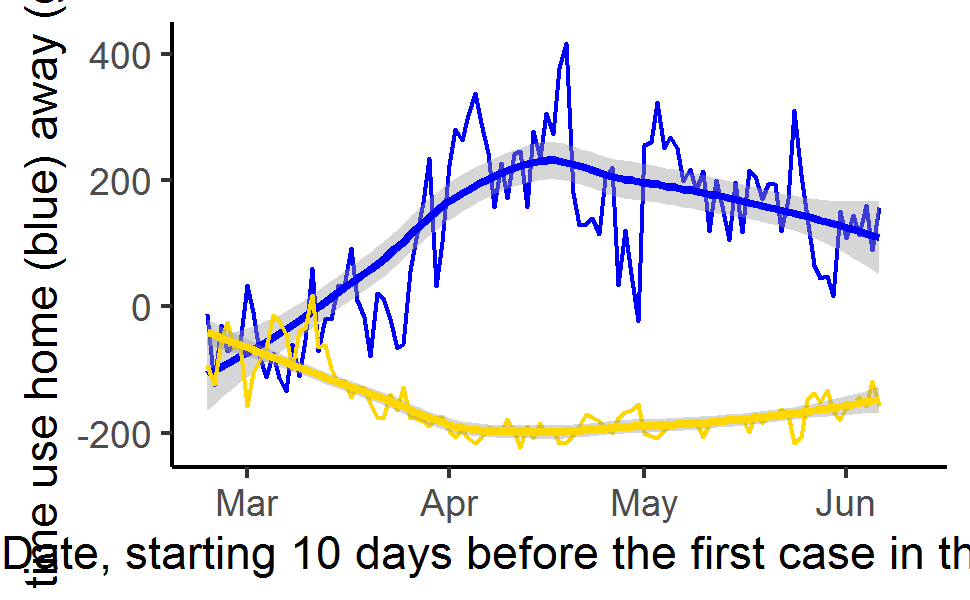 time use home (blue) away (
400
200
0
-200
Mar Apr May Jun
Date, starting 10 days before the first case in th